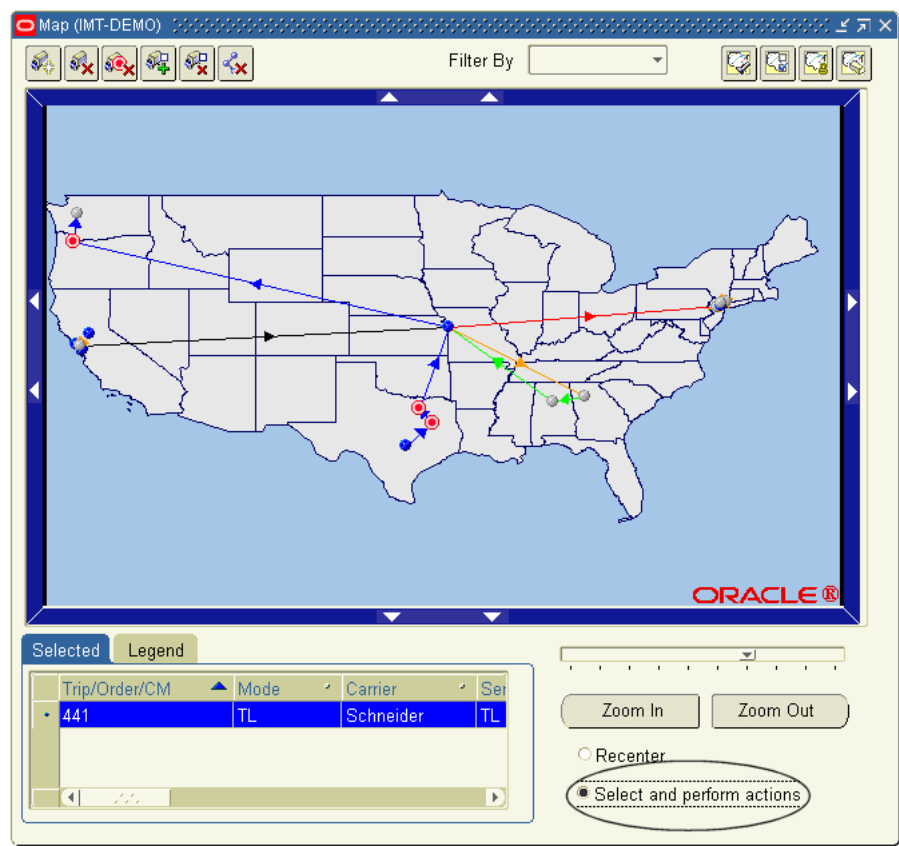 Map (IMT-DEMO)
Filter By
ORACLE®
Selected Legend
Trip/Order/CM Mode Carrier Ser
441 TL Schneider TL
Zoom In Zoom Out
Recenter
Select and perform actions